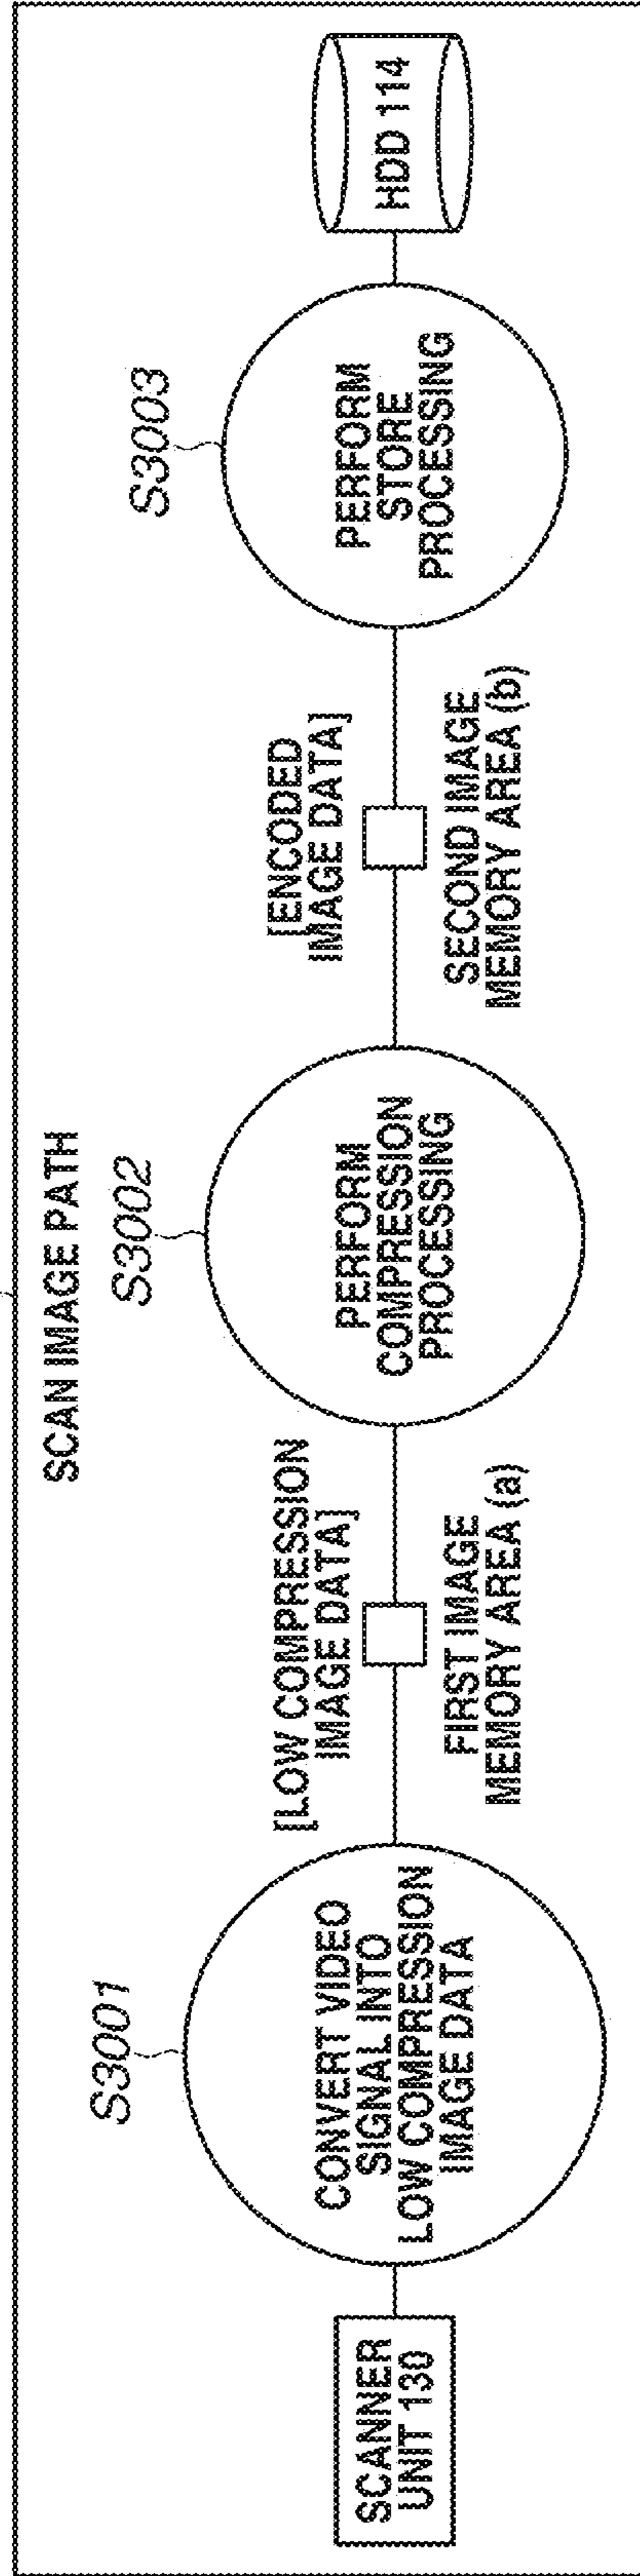 SCAN IMAGE PATH
S3001
S3002
S3003
SCANNER
UNIT 130
CONVERT VIDEO
SIGNAL INTO
LOW COMPRESSION
IMAGE DATA
[LOW COMPRESSION
IMAGE DATA]
FIRST IMAGE
MEMORY AREA (a)
PERFORM
COMPRESSION
PROCESSING
[ENCODED
IMAGE DATA]
SECOND IMAGE
MEMORY AREA (b)
PERFORM
STORE
PROCESSING
HDD 114